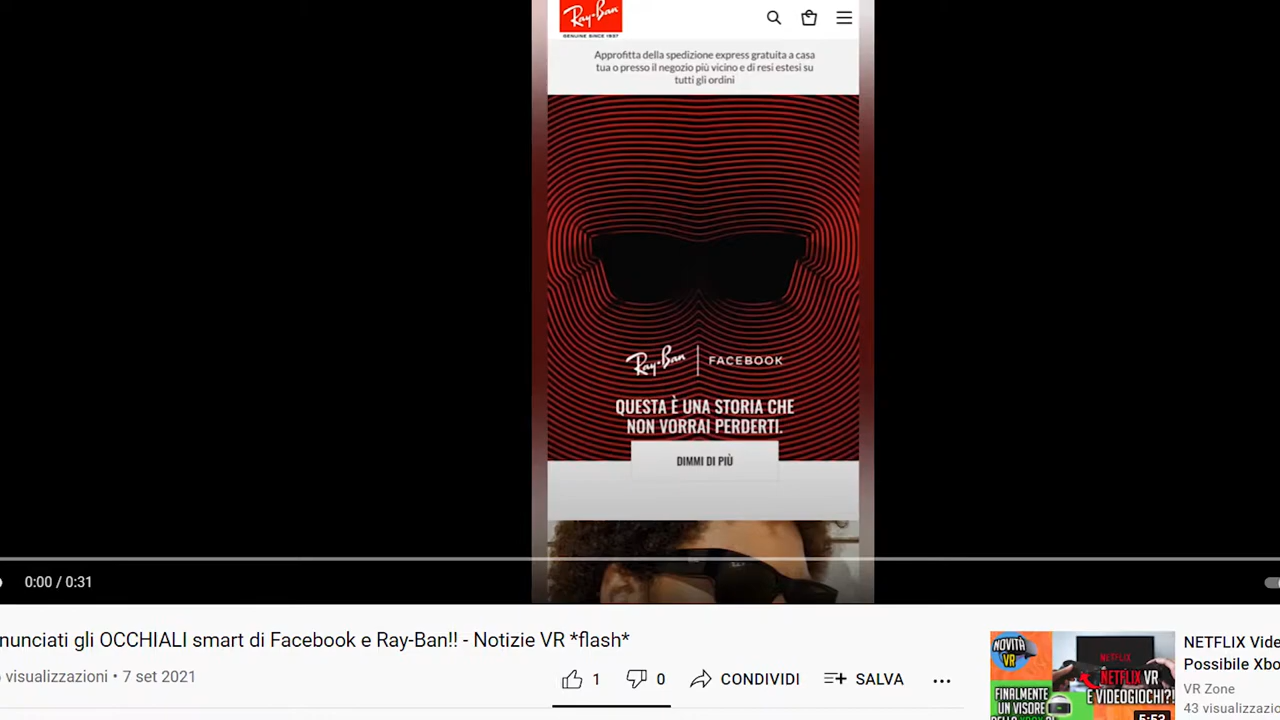 Ray-Ban
GENUINE SINCE 1937
Approfitta della spedizione express gratuita a casa
tua o presso il negozio più vicino e di resi estesi su
tutti gli ordini
Ray-Ban | FACEBOOK
QUESTA È UNA STORIA CHE
NON VORRAI PERDERTI.
DIMMI DI PIÙ
0:00 / 0:31
nunciati gli OCCHIALI smart di Facebook e Ray-Ban!! - Notizie VR *flash*
visualizzazioni • 7 set 2021
1
0
CONDIVIDI
SALVA
NOVITÀ
VR
FINALMENTE
UN VISORE
NETFLIX
NETFLIX VR
E VIDEOGIOCHI?!
5:53
NETFLIX Vide
Possibile Xbo
VR Zone
43 visualizzazio